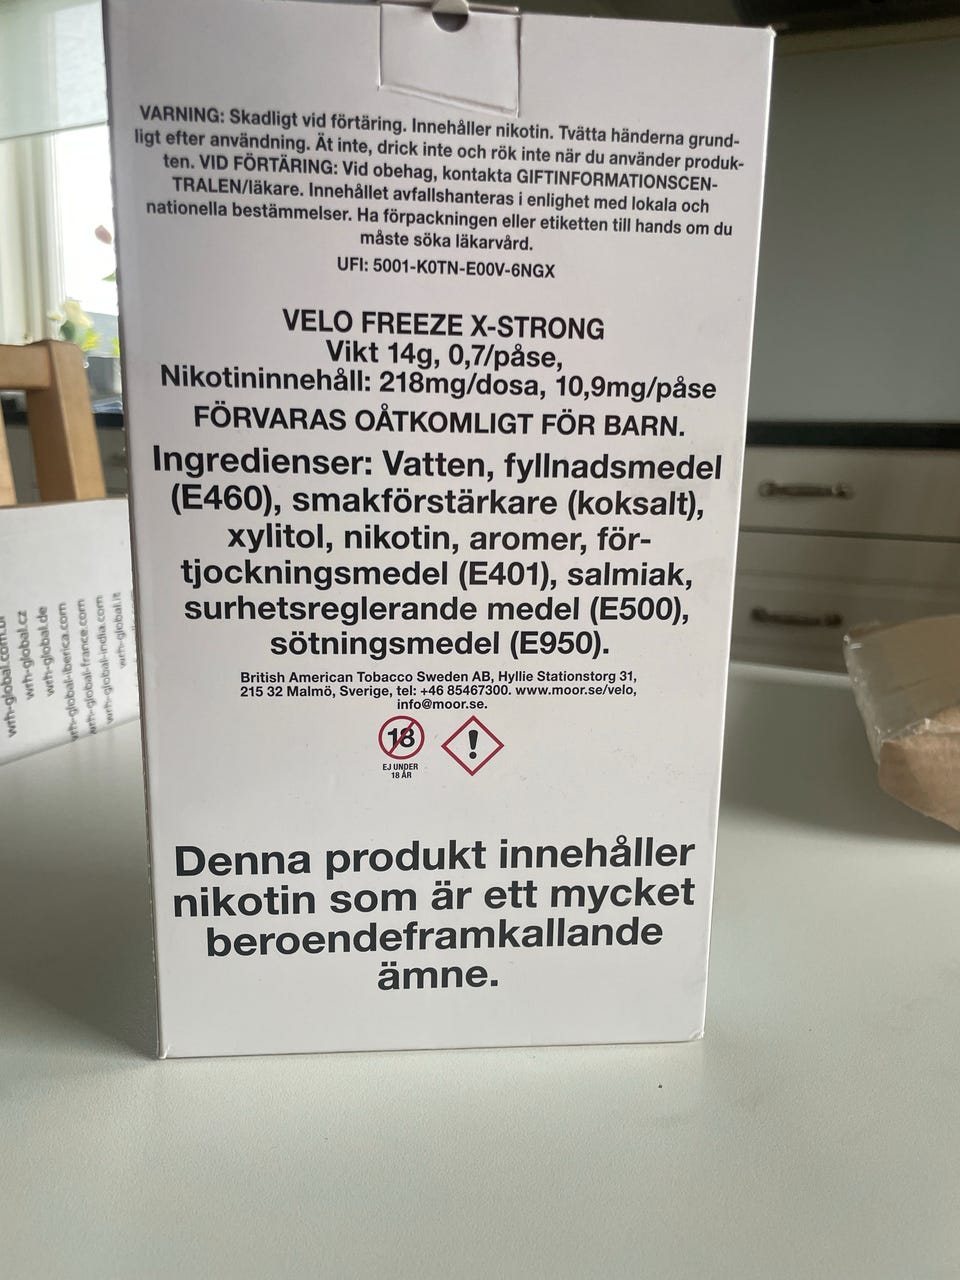 VARNING: Skadligt vid förtäring. Innehåller nikotin. Tvätta händerna grund-
ligt efter användning. Ät inte, drick inte och rök inte när du använder produk-
ten. VID FÖRTÄRING: Vid obehag, kontakta GIFTINFORMATIONSCEN-
TRALEN/läkare. Innehållet avfallshanteras i enlighet med lokala och
nationella bestämmelser. Ha förpackningen eller etiketten till hands om du
måste söka läkarvård.
UFI: 5001-K0TN-E00V-6NGX
VELO FREEZE X-STRONG
Vikt 14g, 0,7/påse,
Nikotininnehåll: 218mg/dosa, 10,9mg/påse
FÖRVARAS OÅTKOMLIGT FÖR BARN.
Ingredienser: Vatten, fyllnadsmedel
(E460), smakförstärkare (koksalt),
xylitol, nikotin, aromer, för-
tjockningsmedel (E401), salmiak,
surhetsreglerande medel (E500),
sötningsmedel (E950).
British American Tobacco Sweden AB, Hyllie Stationstorg 31,
215 32 Malmö, Sverige, tel: +46 85467300. www.moor.se/velo,
info@moor.se.
18
EJ UNDER
18 ÅR
!
Denna produkt innehåller
nikotin som är ett mycket
beroendeframkallande
ämne.
wrh-global.cz
wrh-global.de
wrh-global-iberica.com
wrh-global-france.com
wrh-global-india.com
wrh-global.it